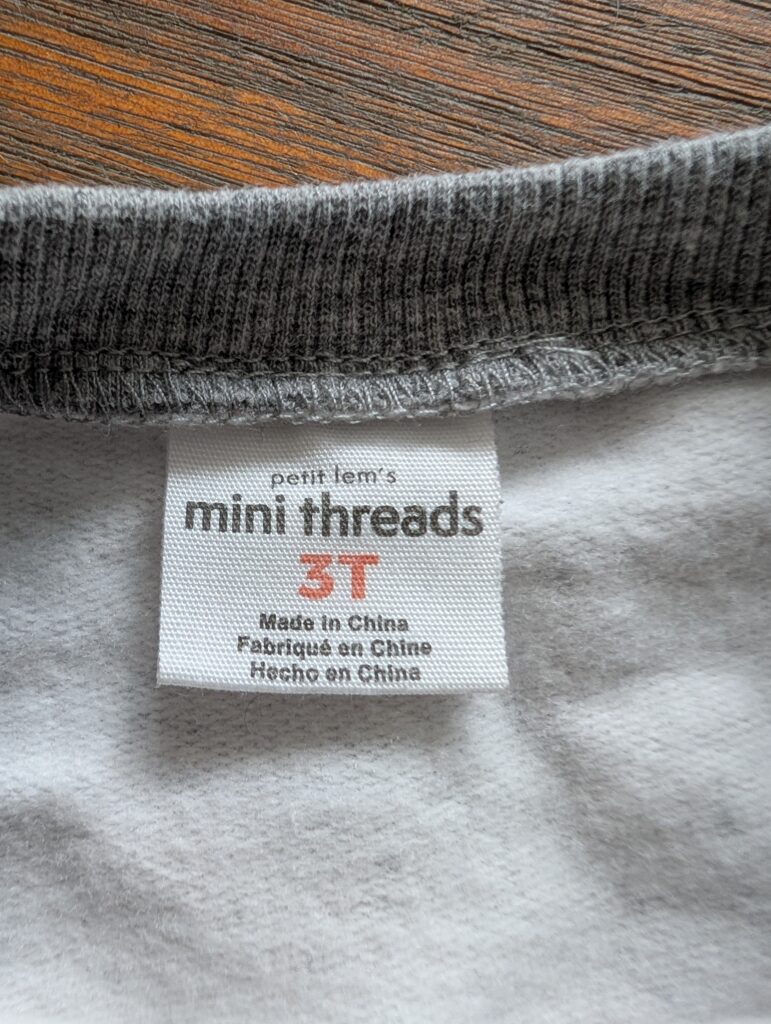 petit lem's
mini threads
3T
Made in China
Fabriqué en Chine
Hecho en China